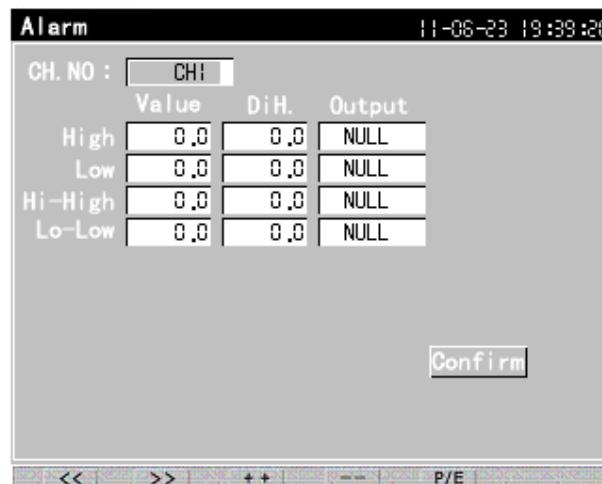 Alarm 11-06-23 19:39:26
CH.NO : CH1
Value DiH. Output
High 0.0 0.0 NULL
Low 0.0 0.0 NULL
Hi-High 0.0 0.0 NULL
Lo-Low 0.0 0.0 NULL
Confirm
<< >> ++ -- P/E